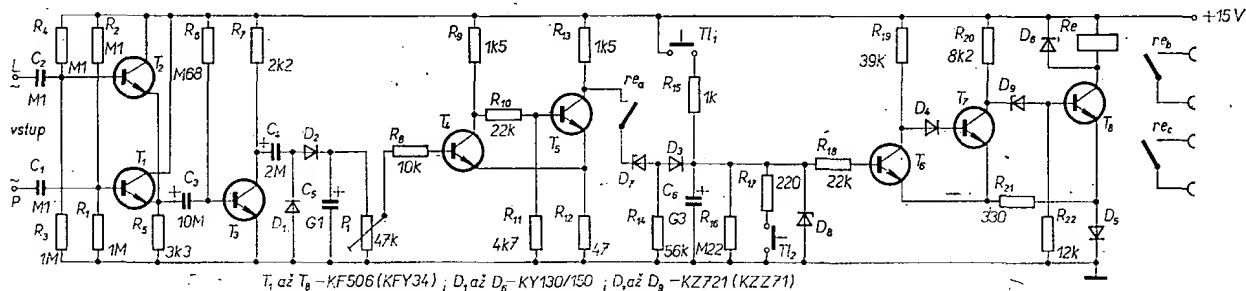 R₄
R₂
M1
C₂
M1
L
~
M1
vstup
T₂
R₆
M68
R₇
2k2
C₁
~
P
M1
T₁
C₃
+
10M
R₃
1M
R₁
1M
R₅
3k3
T₃
C₄
+
2M
D₂
D₁
C₅
+
G1
P₁
47k
R₈
10k
R₉
1k5
R₁₀
22k
T₄
R₁₁
4k7
R₁₃
1k5
T₅
R₁₂
47
reₐ
D₇
D₃
R₁₄
56k
C₆
+
G3
R₁₆
M22
Tl₁
R₁₅
1k
R₁₇
220
Tl₂
D₈
R₁₈
22k
R₁₉
39K
T₆
D₄
R₂₀
8k2
T₇
D₉
R₂₁
330
R₂₂
12k
D₆
Re
T₈
D₅
+15V
re_b
re_c
T₁ až T₈ – KF506 (KFY34) ; D₁ až D₆ – KY130/150 ; D₇ až D₉ – KZ721 (KZZ71)